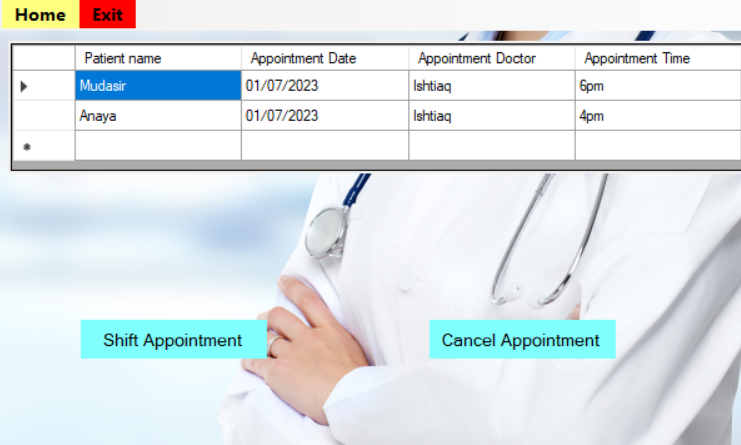 Home Exit
Patient name Appointment Date Appointment Doctor Appointment Time
Mudasir 01/07/2023 Ishtiaq 6pm
Anaya 01/07/2023 Ishtiaq 4pm
Shift Appointment Cancel Appointment